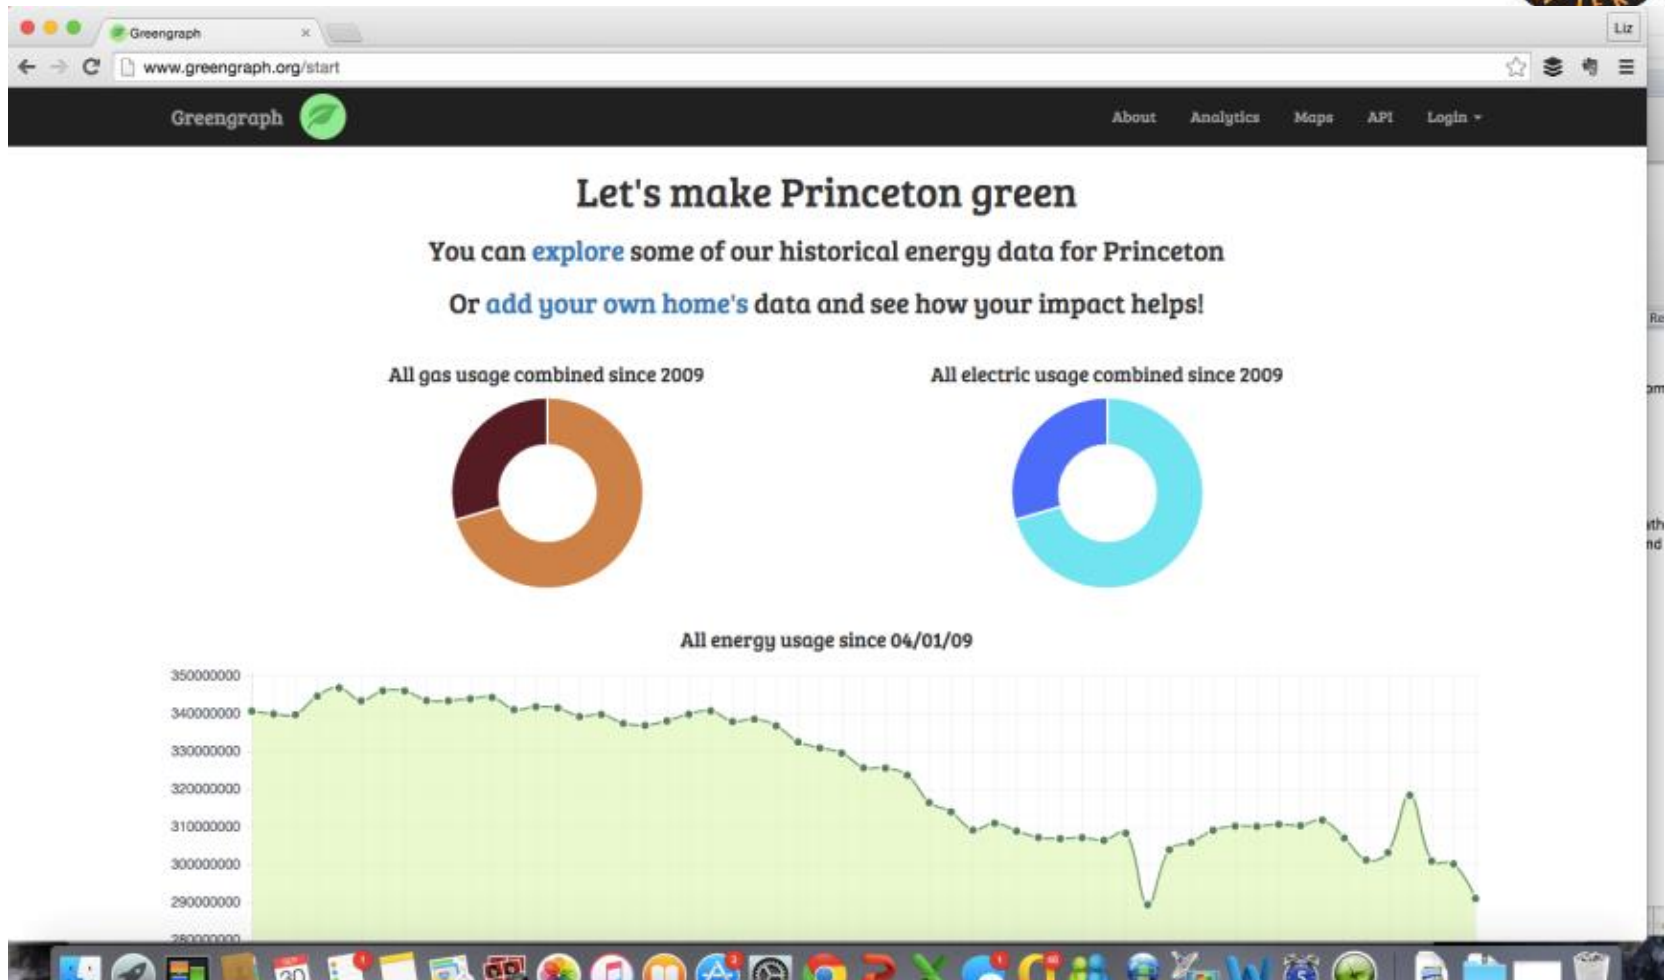 Greengraph
Liz
www.greengraph.org/start
Greengraph
About Analytics Maps API Login
Let's make Princeton green
You can explore some of our historical energy data for Princeton
Or add your own home's data and see how your impact helps!
All gas usage combined since 2009
All electric usage combined since 2009
All energy usage since 04/01/09
350000000
340000000
330000000
320000000
310000000
300000000
290000000
280000000
30